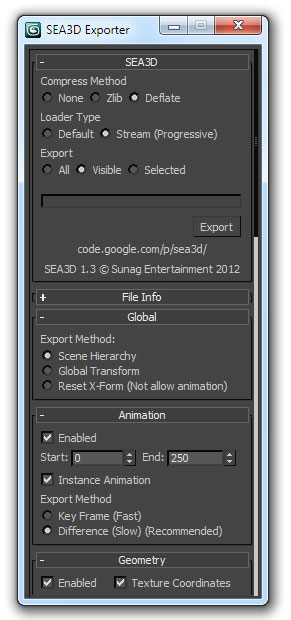 SEA3D Exporter
SEA3D
Compress Method
None Zlib Deflate
Loader Type
Default Stream (Progressive)
Export
All Visible Selected
Export
code.google.com/p/sea3d/
SEA3D 1.3 © Sunag Entertainment 2012
+ File Info
- Global
Export Method:
Scene Hierarchy
Global Transform
Reset X-Form (Not allow animation)
- Animation
Enabled
Start: 0 End: 250
Instance Animation
Export Method
Key Frame (Fast)
Difference (Slow) (Recommended)
- Geometry
Enabled Texture Coordinates